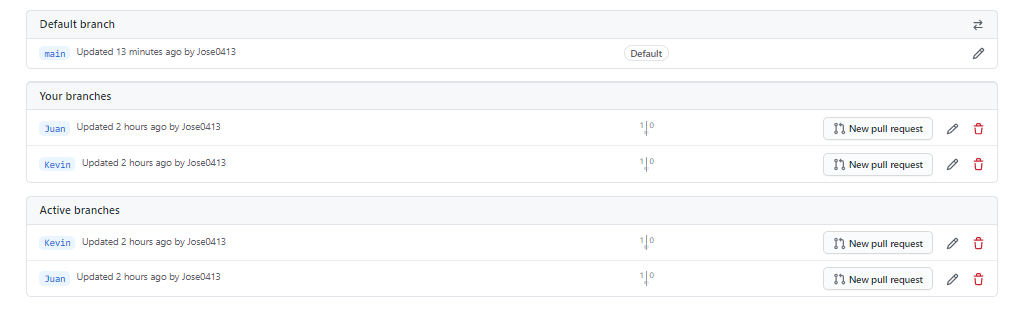 Default branch
main Updated 13 minutes ago by Jose0413 Default
Your branches
Juan Updated 2 hours ago by Jose0413 1 0 New pull request
Kevin Updated 2 hours ago by Jose0413 1 0 New pull request
Active branches
Kevin Updated 2 hours ago by Jose0413 1 0 New pull request
Juan Updated 2 hours ago by Jose0413 1 0 New pull request